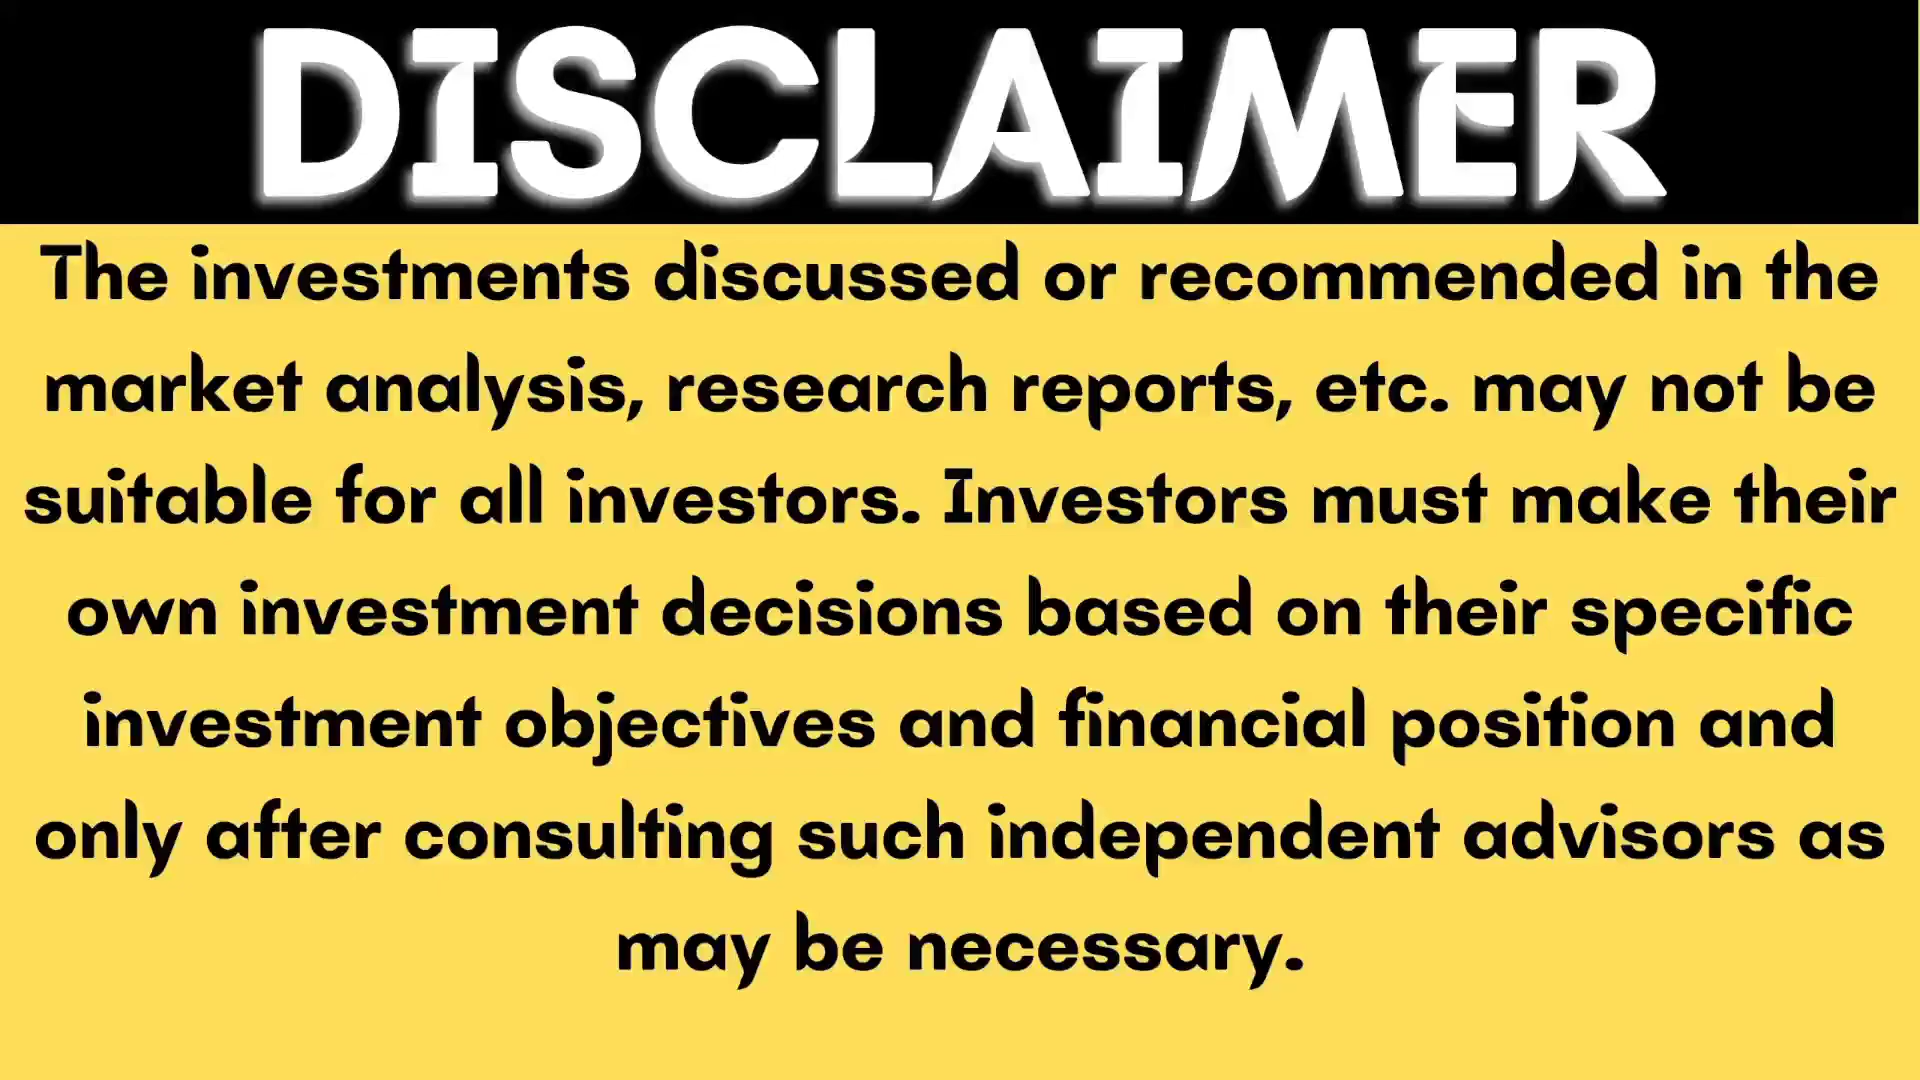 DISCLAIMER
The investments discussed or recommended in the
market analysis, research reports, etc. may not be
suitable for all investors. Investors must make their
own investment decisions based on their specific
investment objectives and financial position and
only after consulting such independent advisors as
may be necessary.